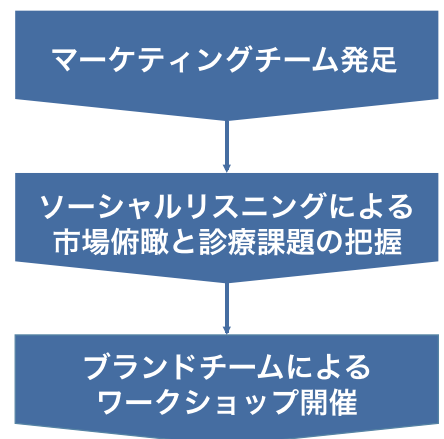 マーケティングチーム発足
ソーシャルリスニングによる
市場俯瞰と診療課題の把握
ブランドチームによる
ワークショップ開催